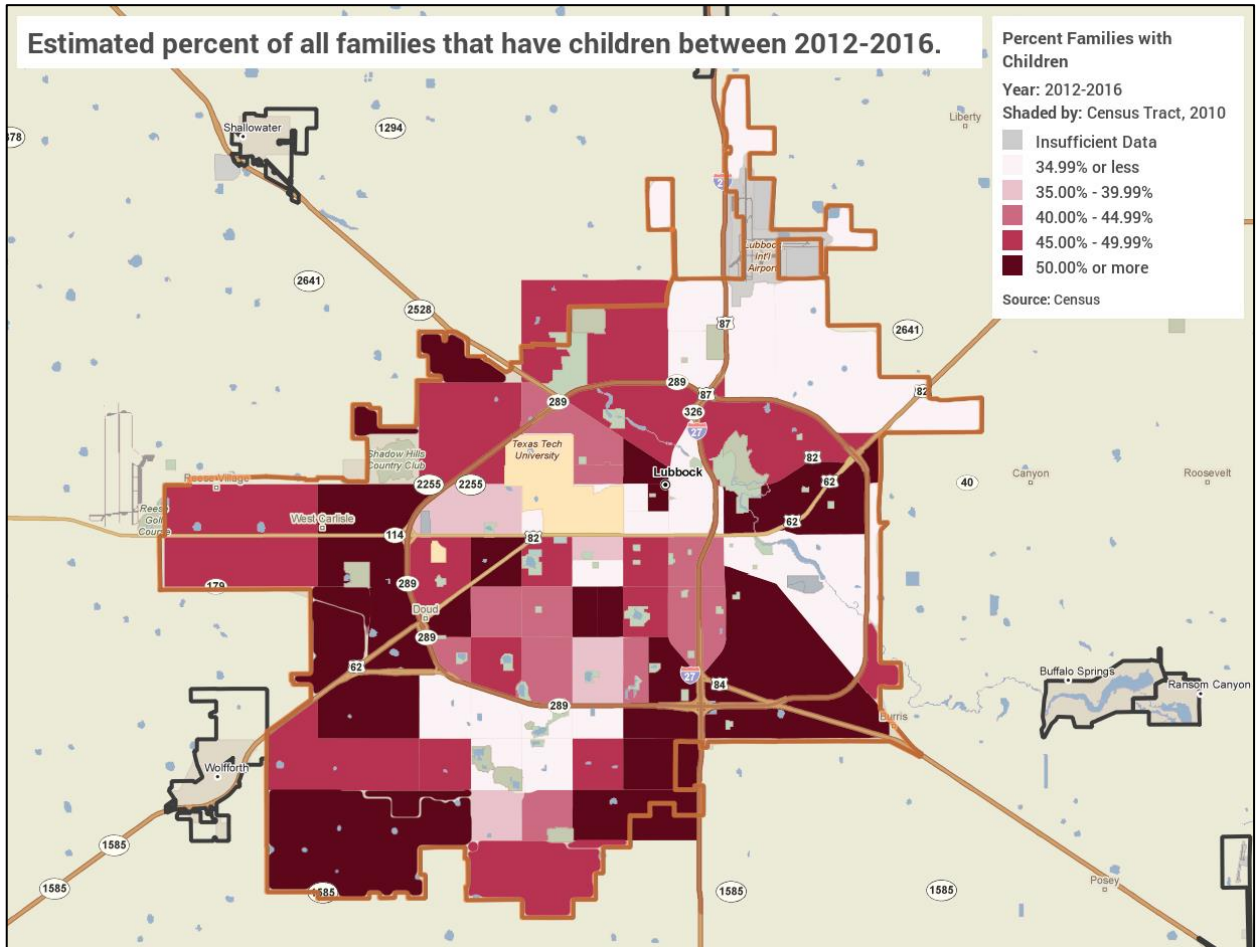 Estimated percent of all families that have children between 2012-2016.
Percent Families with
Children
Year: 2012-2016
Shaded by: Census Tract, 2010
Insufficient Data
34.99% or less
35.00% - 39.99%
40.00% - 44.99%
45.00% - 49.99%
50.00% or more
Source: Census
Shallowater
1294
Liberty
Lubbock
Int'l
Airport
2641
2528
87
2641
289
87
82
289
326
27
Texas Tech
University
Shadow Hills
Country Club
82
Lubbock
Canyon
Roosevelt
Reese Village
2255
2255
62
40
Reese
Golf
Course
West Carlisle
62
114
82
179
289
Doud
289
62
27
84
Buffalo Springs
Ransom Canyon
289
Burris
Wolfforth
1585
1585
1585
1585
1585
Posey